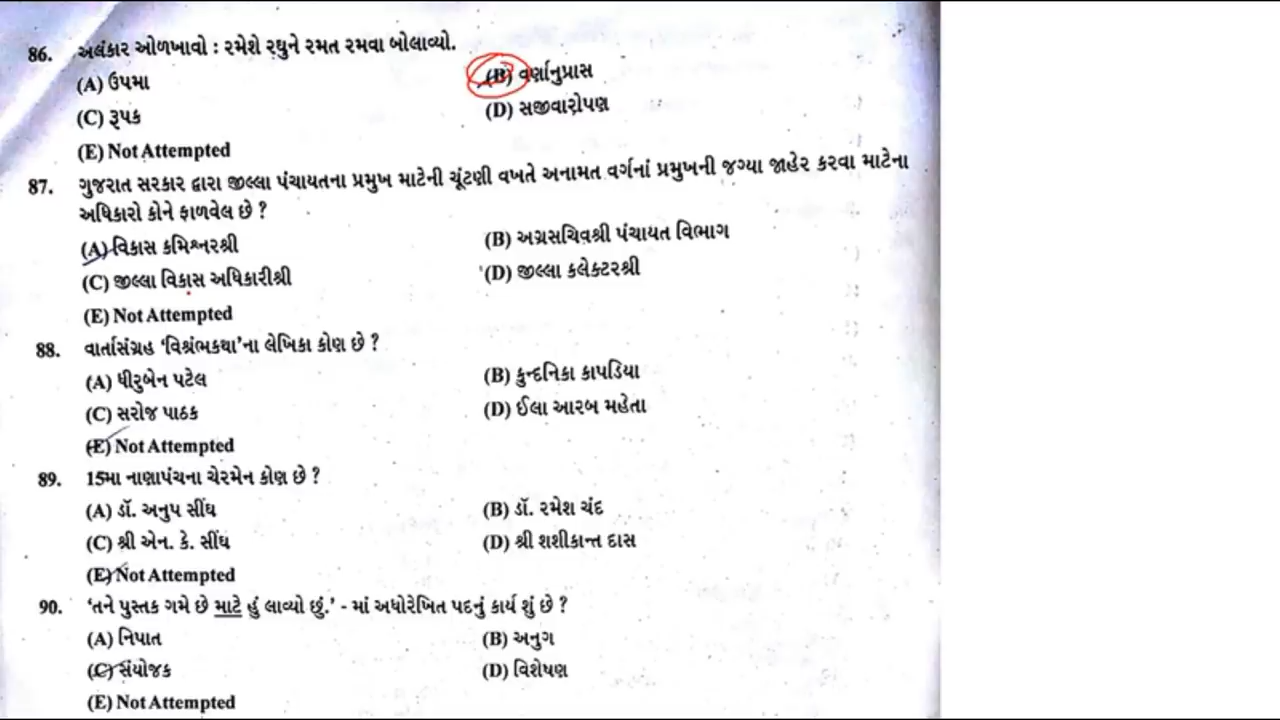 86. અલંકાર ઓળખાવો : રમેશે રઘુને રમત રમવા બોલાવ્યો.
(A) ઉપમા (B) વર્ણાનુપ્રાસ
(C) રૂપક (D) સજીવારોપણ
(E) Not Attempted
87. ગુજરાત સરકાર દ્વારા જીલ્લા પંચાયતના પ્રમુખ માટેની ચૂંટણી વખતે અનામત વર્ગનાં પ્રમુખની જગ્યા જાહેર કરવા માટેના
અધિકારો કોને ફાળવેલ છે ?
(A) વિકાસ કમિશ્નરશ્રી (B) અગ્રસચિવશ્રી પંચાયત વિભાગ
(C) જીલ્લા વિકાસ અધિકારીશ્રી (D) જીલ્લા કલેક્ટરશ્રી
(E) Not Attempted
88. વાર્તાસંગ્રહ ‘વિશ્રંભકથા’ના લેખિકા કોણ છે ?
(A) ધીરુબેન પટેલ (B) કુન્દનિકા કાપડિયા
(C) સરોજ પાઠક (D) ઈલા આરબ મહેતા
(E) Not Attempted
89. 15મા નાણાપંચના ચેરમેન કોણ છે ?
(A) ડૉ. અનુપ સીંઘ (B) ડૉ. રમેશ ચંદ
(C) શ્રી એન. કે. સીંઘ (D) શ્રી શશીકાન્ત દાસ
(E) Not Attempted
90. ‘તને પુસ્તક ગમે છે માટે હું લાવ્યો છું.’ - માં અધોરેખિત પદનું કાર્ય શું છે ?
(A) નિપાત (B) અનુગ
(C) સંયોજક (D) વિશેષણ
(E) Not Attempted